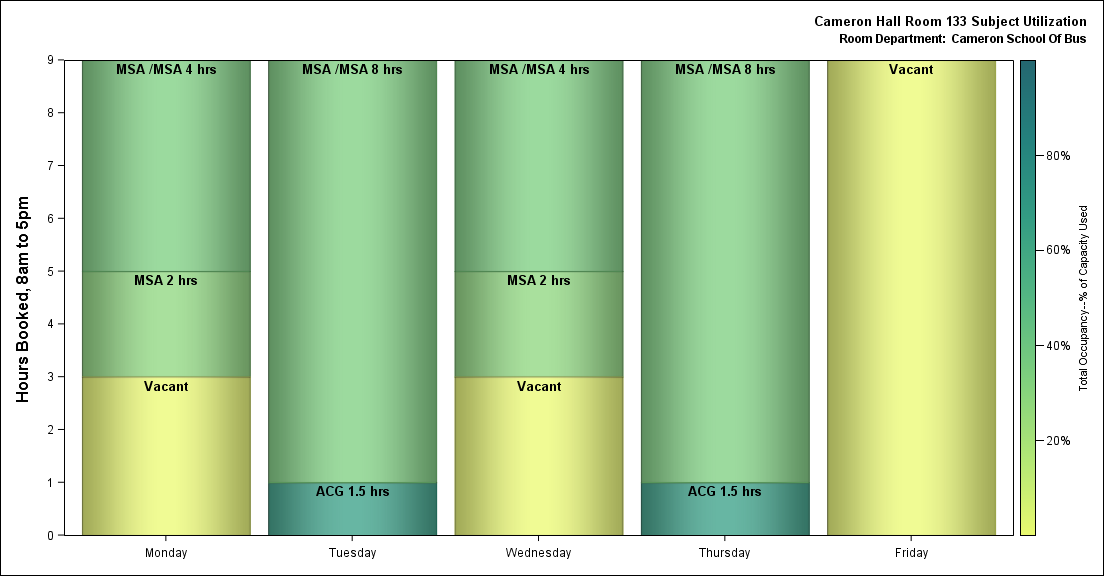 Cameron Hall Room 133 Subject Utilization
Room Department: Cameron School Of Bus
Hours Booked, 8am to 5pm
9
8
7
6
5
4
3
2
1
0
MSA /MSA 4 hrs
MSA 2 hrs
Vacant
MSA /MSA 8 hrs
ACG 1.5 hrs
MSA /MSA 4 hrs
MSA 2 hrs
Vacant
MSA /MSA 8 hrs
ACG 1.5 hrs
Vacant
Monday
Tuesday
Wednesday
Thursday
Friday
80%
60%
40%
20%
Total Occupancy--% of Capacity Used